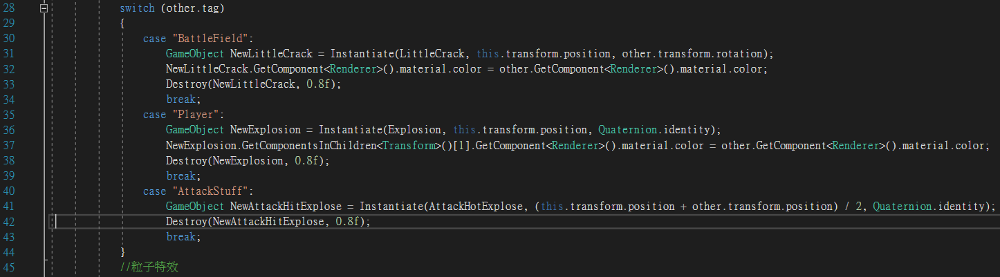 28 switch (other.tag)
29 {
30 case "BattleField":
31 GameObject NewLittleCrack = Instantiate(LittleCrack, this.transform.position, other.transform.rotation);
32 NewLittleCrack.GetComponent<Renderer>().material.color = other.GetComponent<Renderer>().material.color;
33 Destroy(NewLittleCrack, 0.8f);
34 break;
35 case "Player":
36 GameObject NewExplosion = Instantiate(Explosion, this.transform.position, Quaternion.identity);
37 NewExplosion.GetComponentsInChildren<Transform>()[1].GetComponent<Renderer>().material.color = other.GetComponent<Renderer>().material.color;
38 Destroy(NewExplosion, 0.8f);
39 break;
40 case "AttackStuff":
41 GameObject NewAttackHitExplose = Instantiate(AttackHotExplose, (this.transform.position + other.transform.position) / 2, Quaternion.identity);
42 Destroy(NewAttackHitExplose, 0.8f);
43 break;
44 }
45 //粒子特效